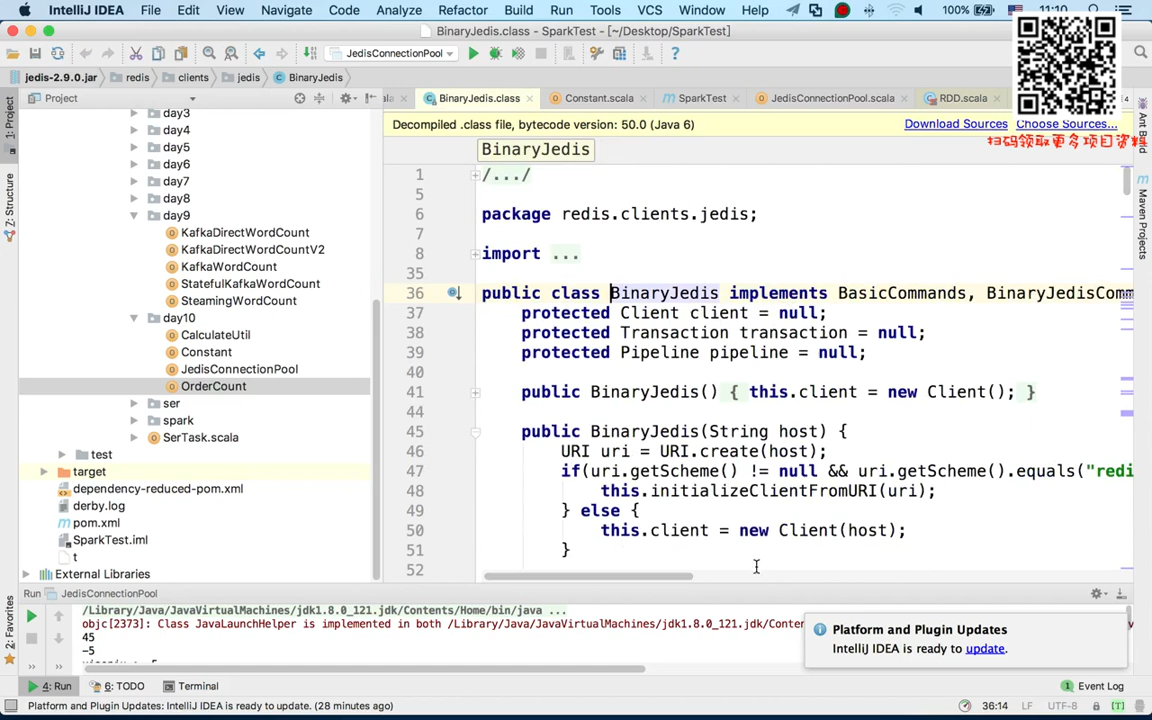 IntelliJ IDEA File Edit View Navigate Code Analyze Refactor Build Run Tools VCS Window Help 100% 11:10
BinaryJedis.class - SparkTest - [~/Desktop/SparkTest]
JedisConnectionPool
jedis-2.9.0.jar redis clients jedis BinaryJedis
Project
BinaryJedis.class Constant.scala SparkTest JedisConnectionPool.scala RDD.scala
Decompiled .class file, bytecode version: 50.0 (Java 6) Download Sources Choose Sources...
扫码领取更多项目资料
BinaryJedis
1: Project
Z: Structure
2: Favorites
Ant Build
Maven Projects
day3
day4
day5
day6
day7
day8
day9
KafkaDirectWordCount
KafkaDirectWordCountV2
KafkaWordCount
StatefulKafkaWordCount
SteamingWordCount
day10
CalculateUtil
Constant
JedisConnectionPool
OrderCount
ser
spark
SerTask.scala
test
target
dependency-reduced-pom.xml
derby.log
pom.xml
SparkTest.iml
t
External Libraries
1 /.../
5
6 package redis.clients.jedis;
7
8 import ...
35
36 public class BinaryJedis implements BasicCommands, BinaryJedisComm
37 protected Client client = null;
38 protected Transaction transaction = null;
39 protected Pipeline pipeline = null;
40
41 public BinaryJedis() { this.client = new Client(); }
44
45 public BinaryJedis(String host) {
46 URI uri = URI.create(host);
47 if(uri.getScheme() != null && uri.getScheme().equals("redi
48 this.initializeClientFromURI(uri);
49 } else {
50 this.client = new Client(host);
51 }
52
Run JedisConnectionPool
/Library/Java/JavaVirtualMachines/jdk1.8.0_121.jdk/Contents/Home/bin/java ...
objc[2373]: Class JavaLaunchHelper is implemented in both /Library/Java/JavaVirtualMachines/jdk1.8.0_121.jdk/Conter
45
-5
Platform and Plugin Updates
IntelliJ IDEA is ready to update.
4: Run 6: TODO Terminal 1 Event Log
Platform and Plugin Updates: IntelliJ IDEA is ready to update. (28 minutes ago) 36:14 LF UTF-8 [T]